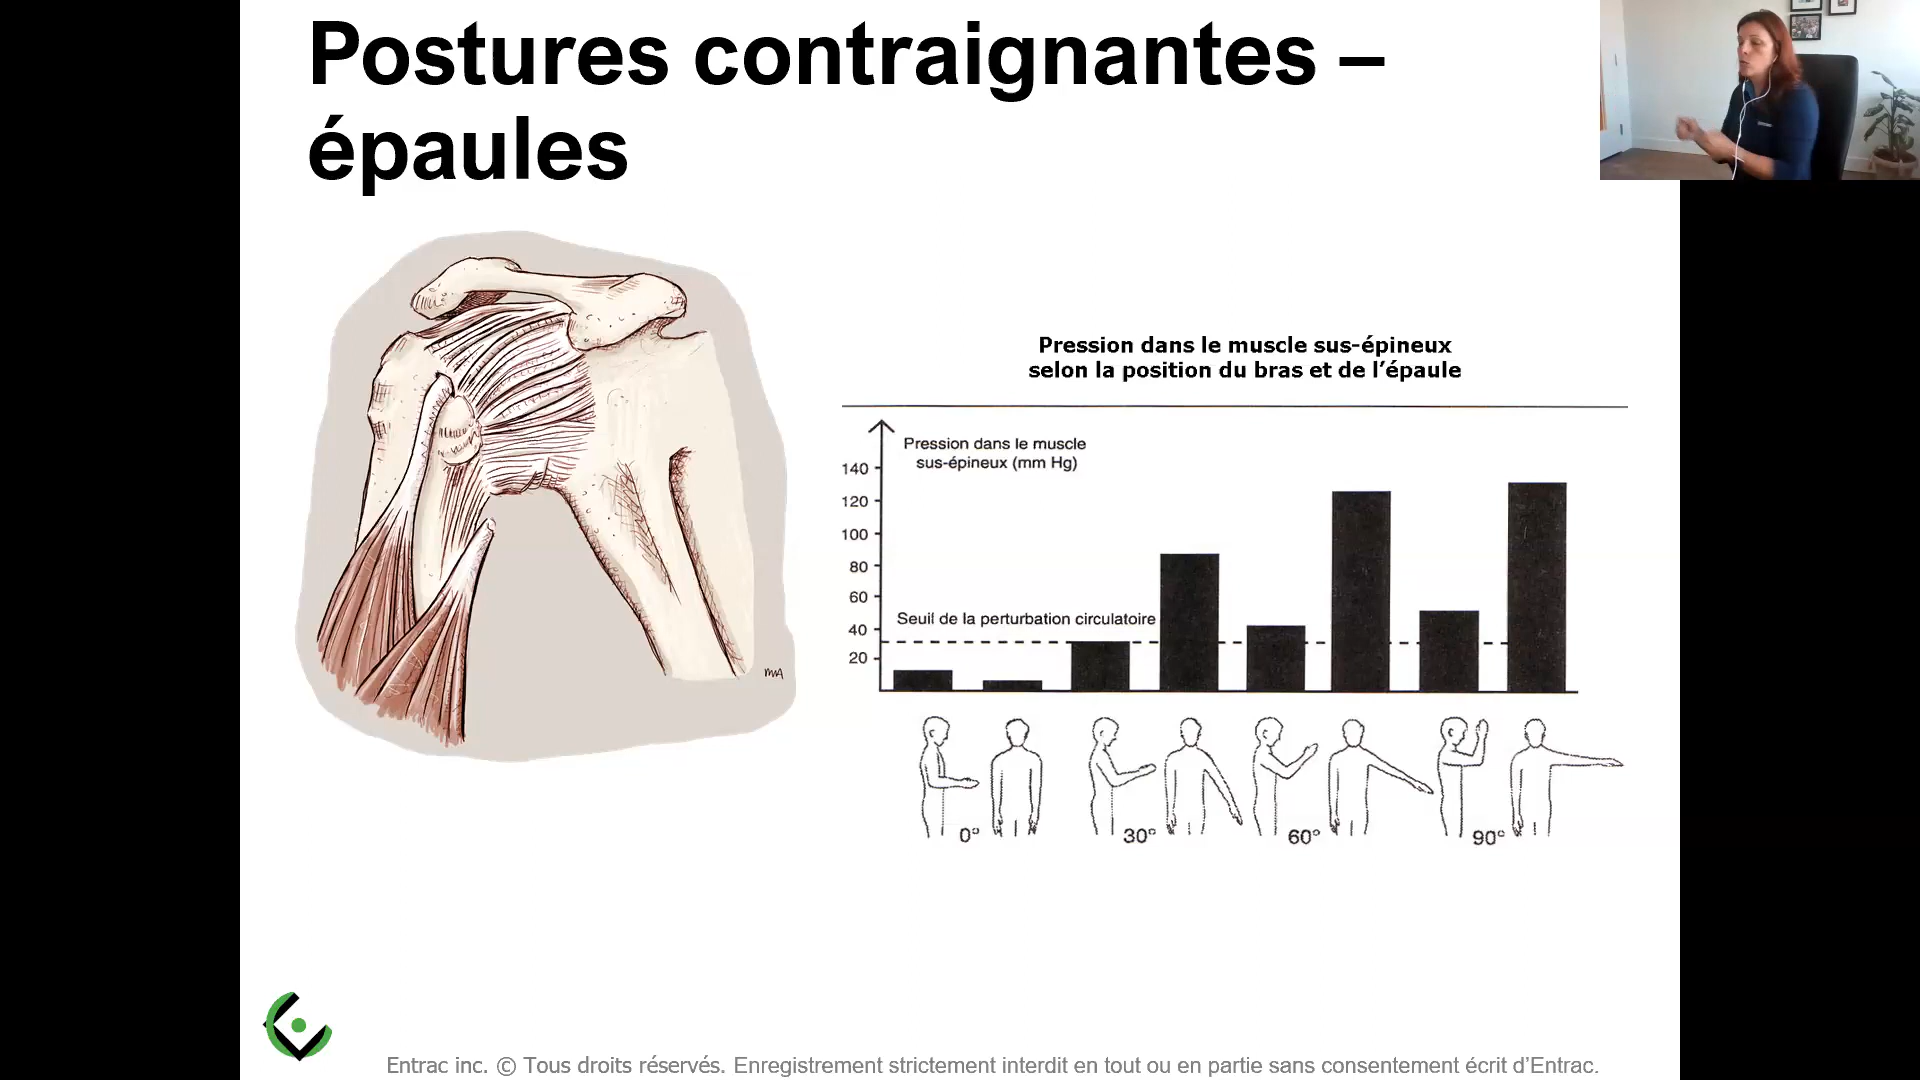 Postures contraignantes –
épaules
Pression dans le muscle sus-épineux
selon la position du bras et de l’épaule
Pression dans le muscle
sus-épineux (mm Hg)
140
120
100
80
60
40
20
Seuil de la perturbation circulatoire
0°
30°
60°
90°
MA
Entrac inc. © Tous droits réservés. Enregistrement strictement interdit en tout ou en partie sans consentement écrit d’Entrac.